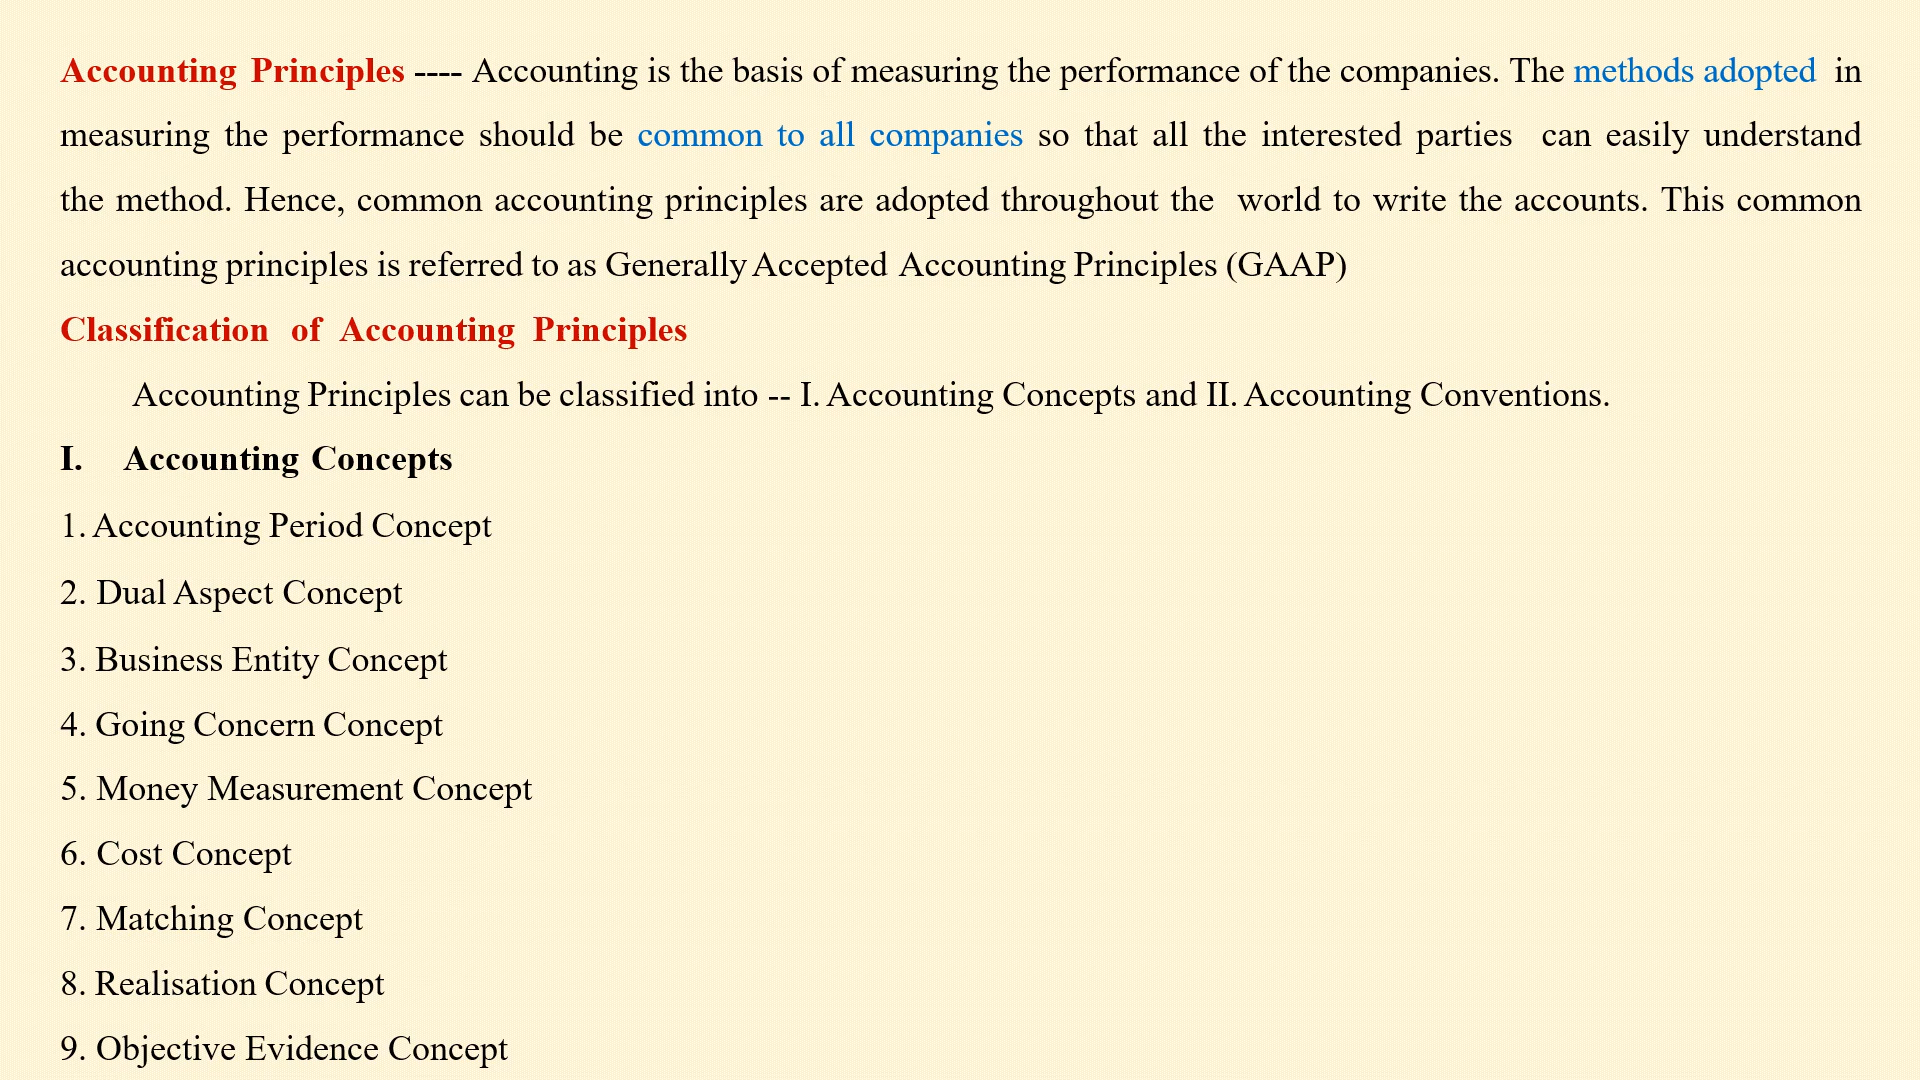 Accounting Principles ---- Accounting is the basis of measuring the performance of the companies. The methods adopted in
measuring the performance should be common to all companies so that all the interested parties can easily understand
the method. Hence, common accounting principles are adopted throughout the world to write the accounts. This common
accounting principles is referred to as Generally Accepted Accounting Principles (GAAP)
Classification of Accounting Principles
Accounting Principles can be classified into -- I. Accounting Concepts and II. Accounting Conventions.
I. Accounting Concepts
1. Accounting Period Concept
2. Dual Aspect Concept
3. Business Entity Concept
4. Going Concern Concept
5. Money Measurement Concept
6. Cost Concept
7. Matching Concept
8. Realisation Concept
9. Objective Evidence Concept